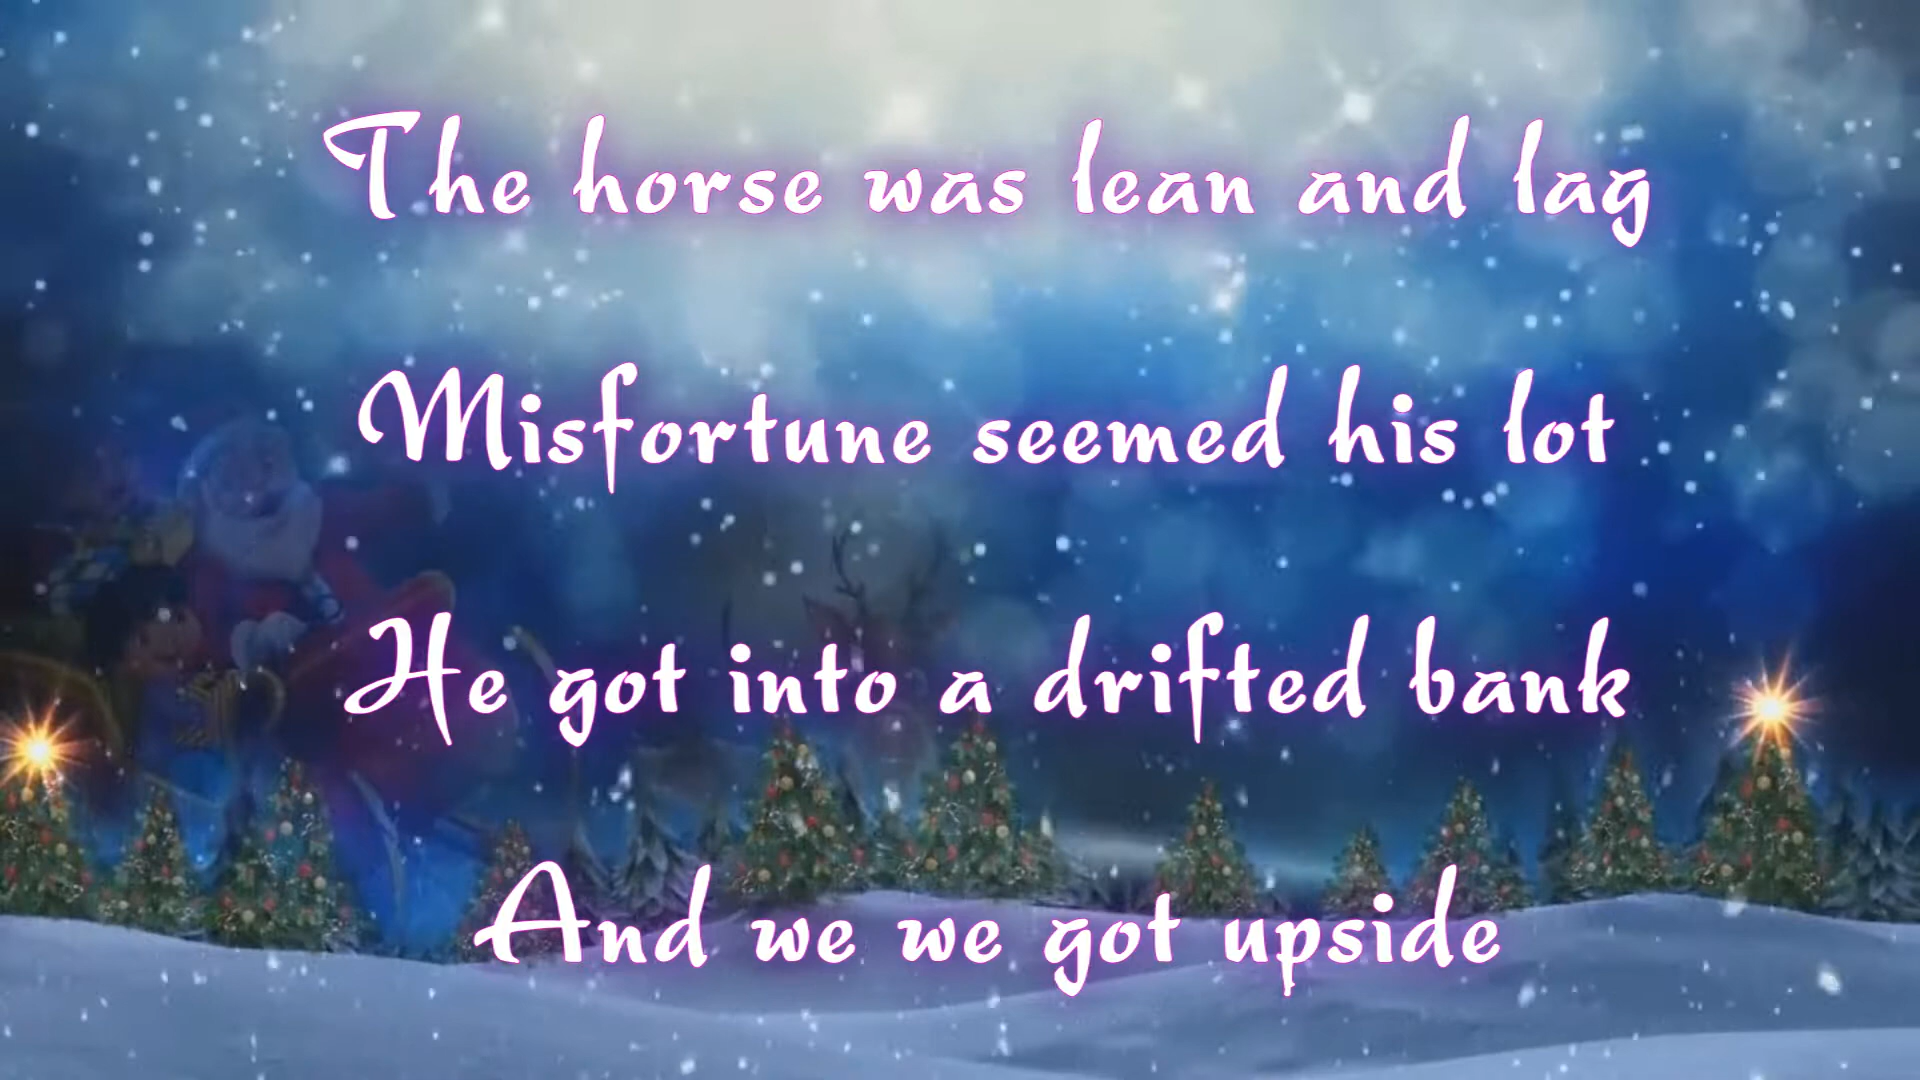 The horse was lean and lag
Misfortune seemed his lot
He got into a drifted bank
And we we got upside